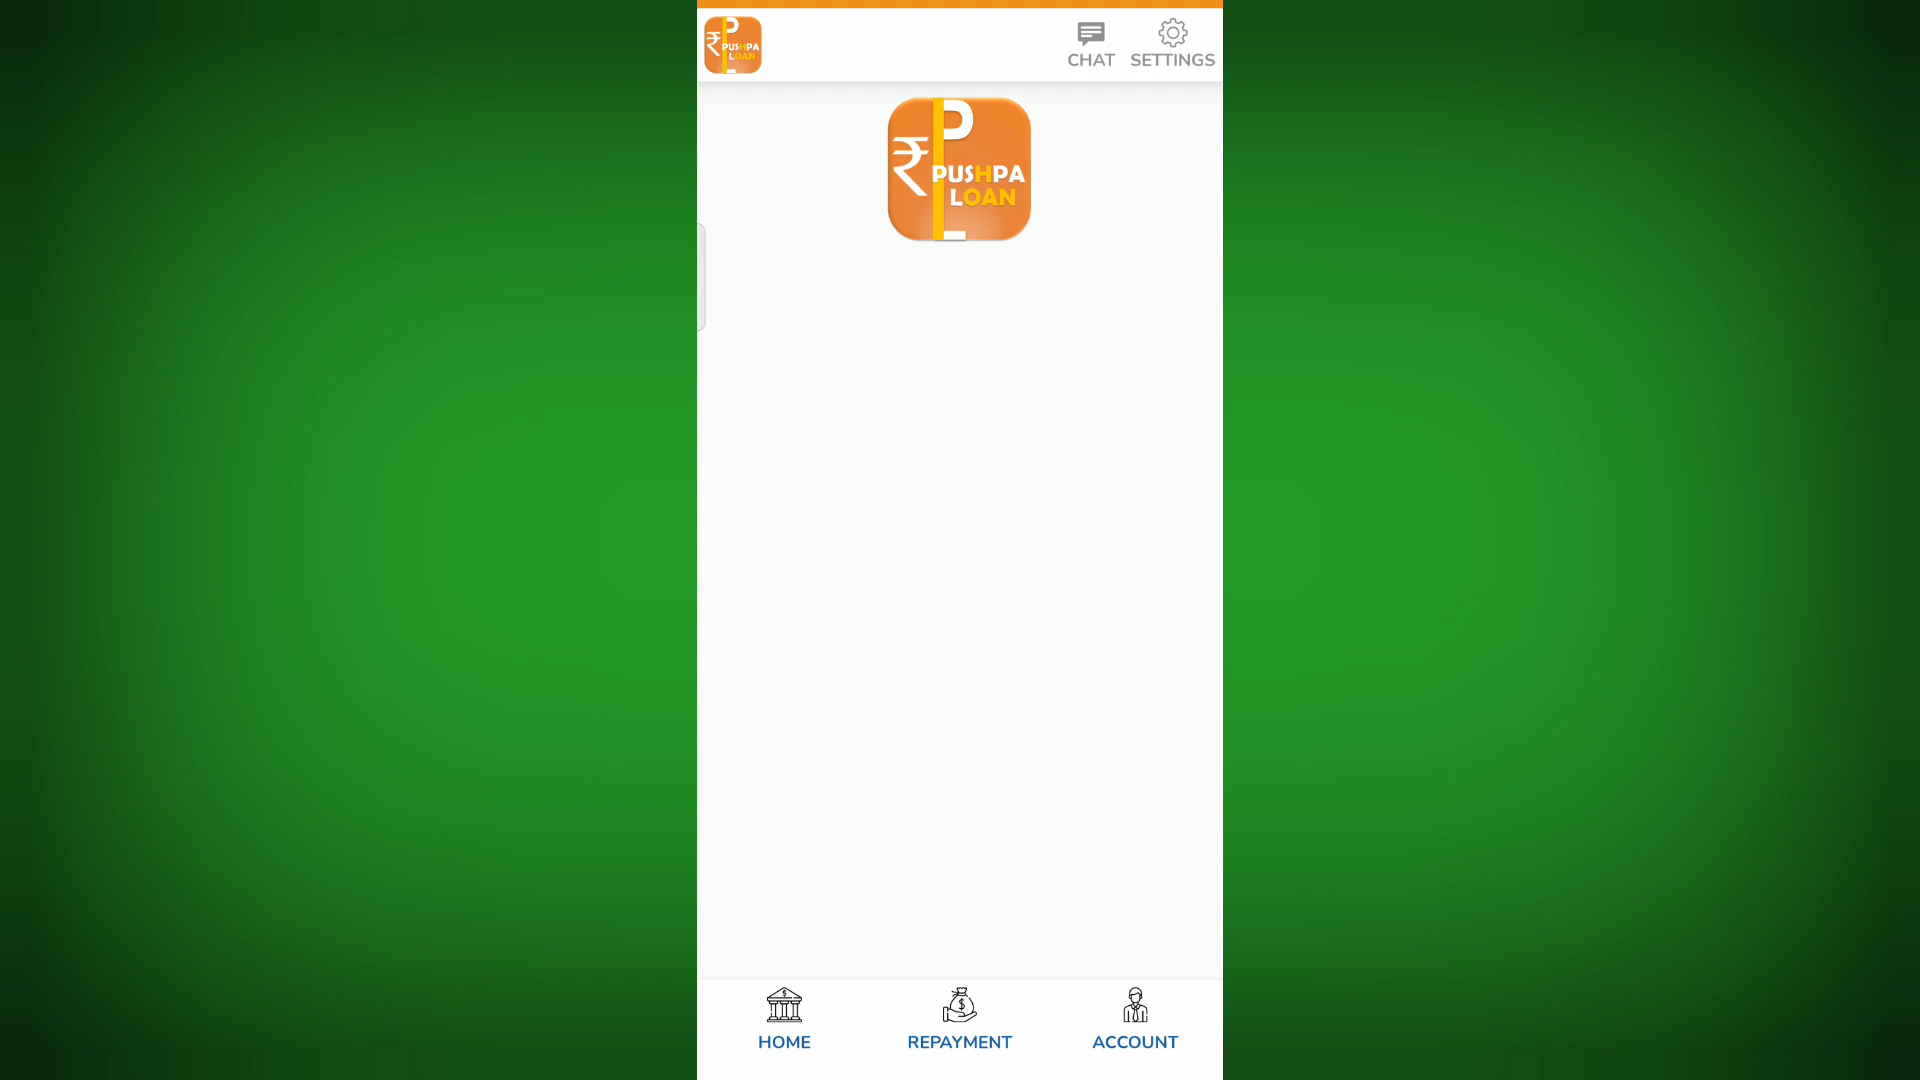 ₹ PUSHPA
LOAN
CHAT SETTINGS
P
₹ PUSHPA
LOAN
L
HOME REPAYMENT ACCOUNT